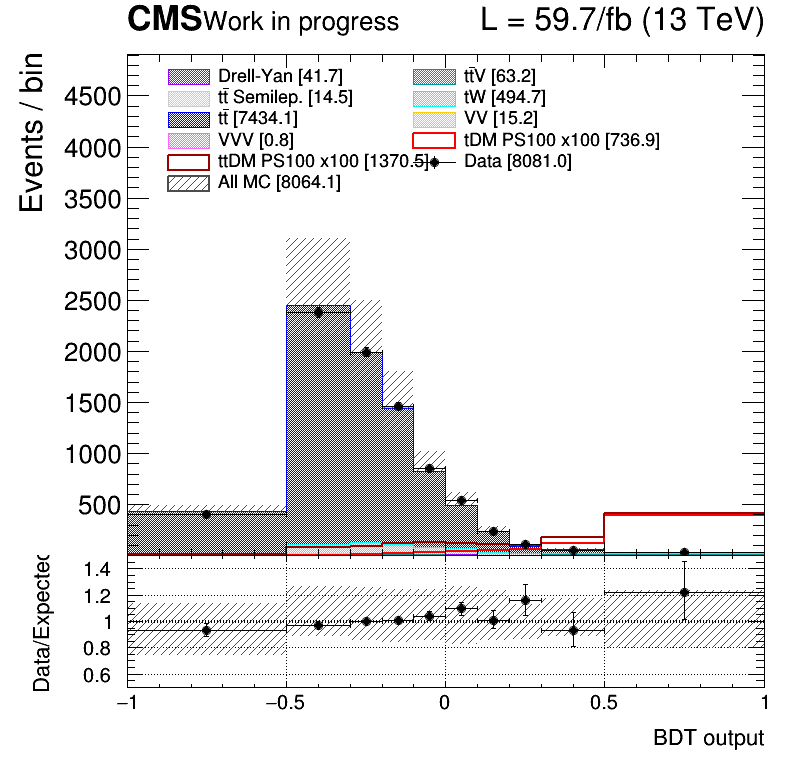 CMS Work in progress L = 59.7/fb (13 TeV)
Events / bin
Drell-Yan [41.7] tt̄V [63.2]
tt̄ Semilep. [14.5] tW [494.7]
tt̄ [7434.1] VV [15.2]
VVV [0.8] tDM PS100 x100 [736.9]
ttDM PS100 x100 [1370.5] Data [8081.0]
All MC [8064.1]
4500
4000
3500
3000
2500
2000
1500
1000
500
Data/Expected
1.4
1.2
1
0.8
0.6
−1 −0.5 0 0.5 1
BDT output